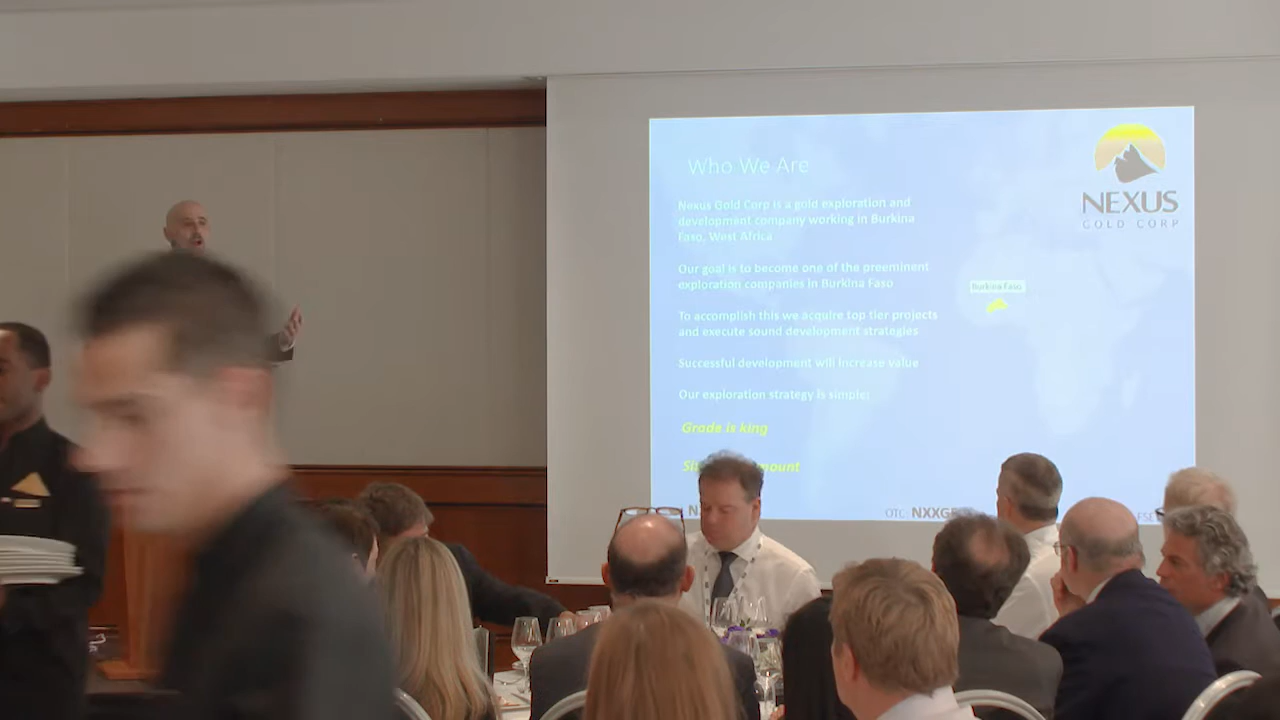 Who We Are
Nexus Gold Corp is a gold exploration and
development company working in Burkina
Faso, West Africa
Our goal is to become one of the preeminent
exploration companies in Burkina Faso
To accomplish this we acquire top tier projects
and execute sound development strategies
Successful development will increase value
Our exploration strategy is simple:
Grade is king
NEXUS
GOLD CORP
Burkina Faso
OTC: NXXGF